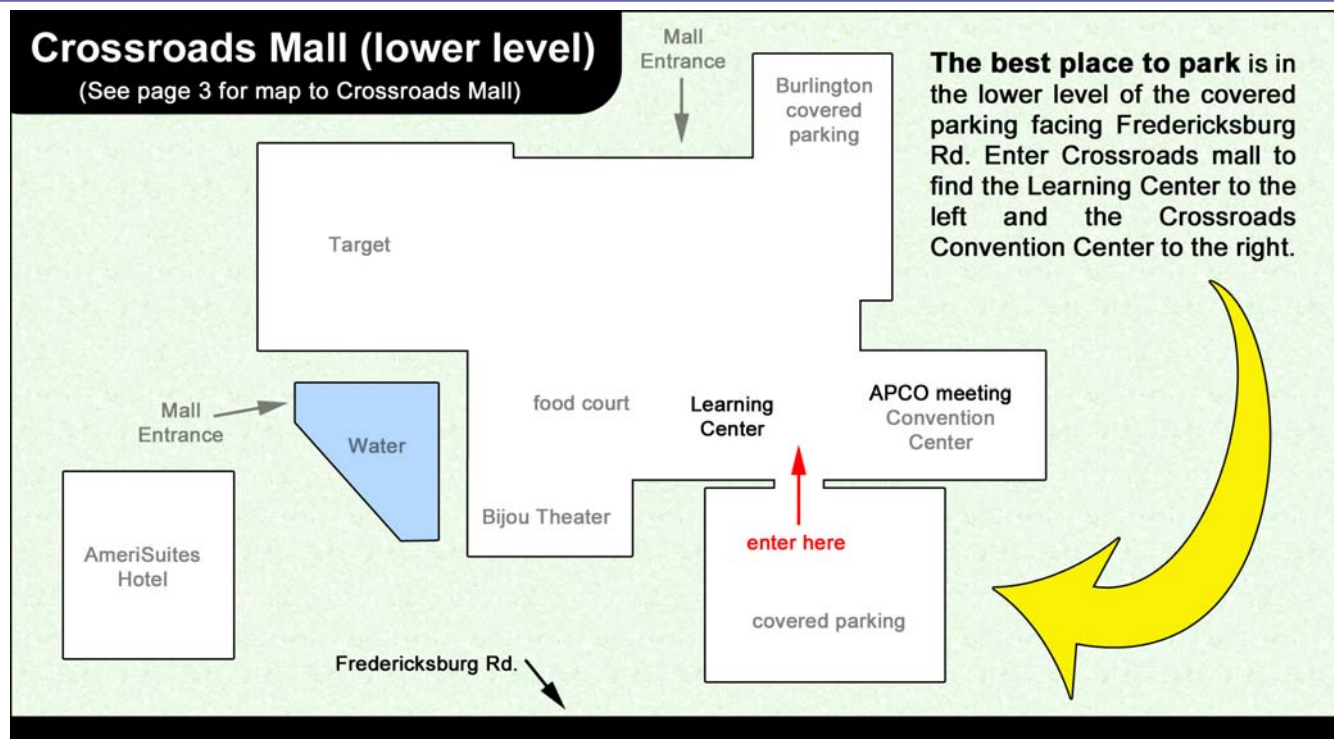 Crossroads Mall (lower level)
(See page 3 for map to Crossroads Mall)
Mall
Entrance
Burlington
covered
parking
The best place to park is in
the lower level of the covered
parking facing Fredericksburg
Rd. Enter Crossroads mall to
find the Learning Center to the
left and the Crossroads
Convention Center to the right.
Target
Mall
Entrance
Water
food court
Learning
Center
APCO meeting
Convention
Center
Bijou Theater
enter here
AmeriSuites
Hotel
covered parking
Fredericksburg Rd.